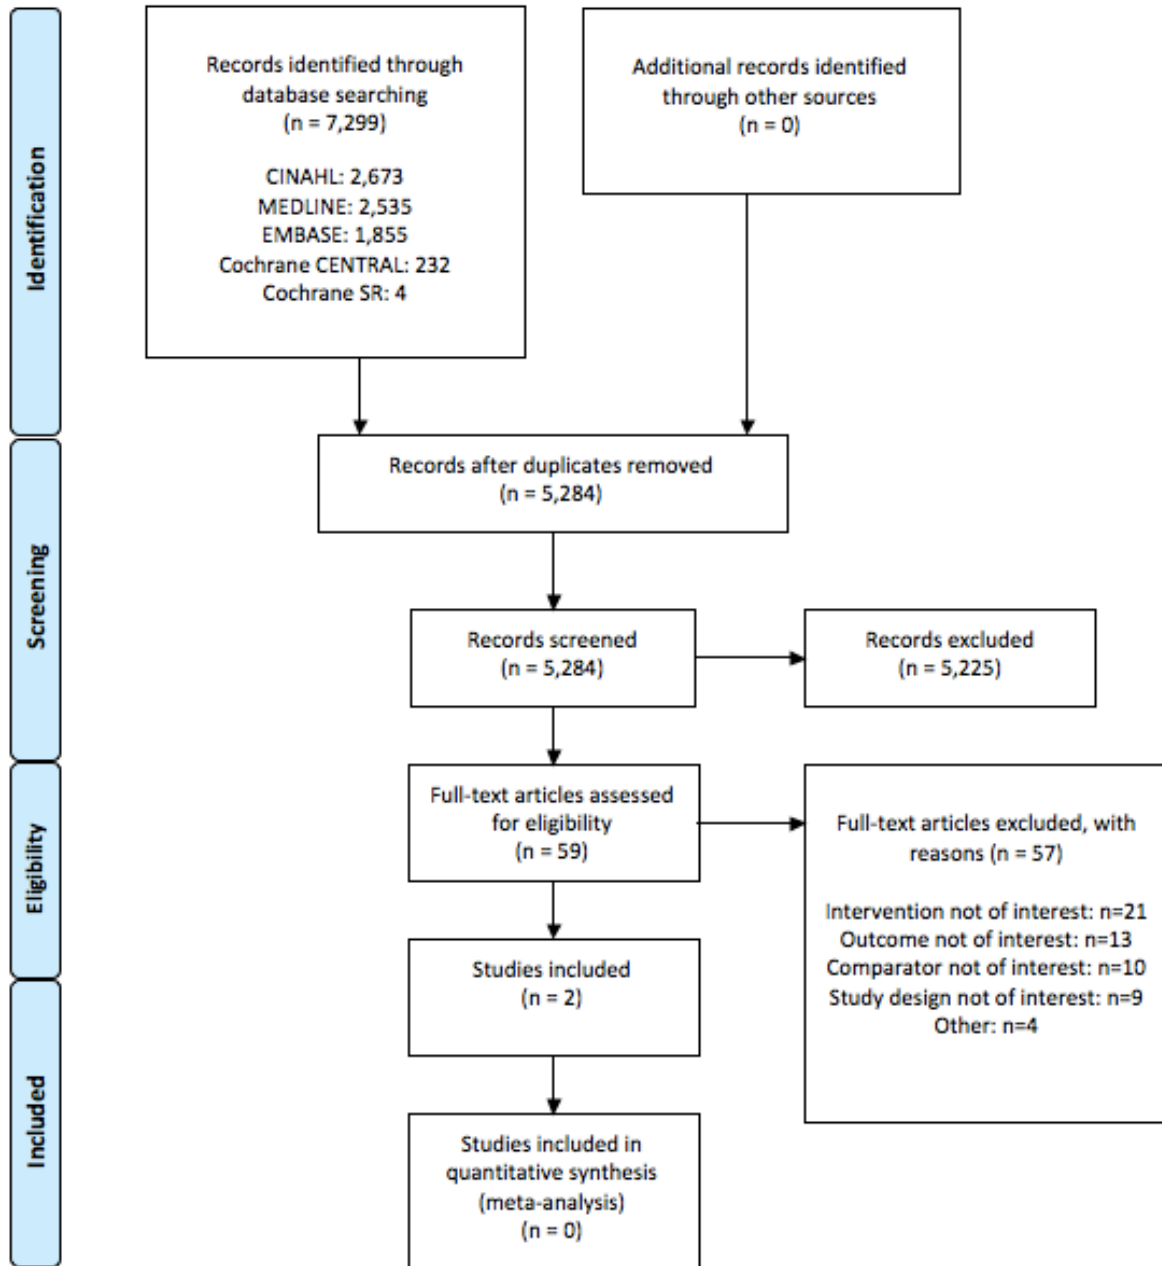 Identification
Records identified through
database searching
(n = 7,299)
CINAHL: 2,673
MEDLINE: 2,535
EMBASE: 1,855
Cochrane CENTRAL: 232
Cochrane SR: 4
Additional records identified
through other sources
(n = 0)
Screening
Records after duplicates removed
(n = 5,284)
Records screened
(n = 5,284)
Records excluded
(n = 5,225)
Eligibility
Full-text articles assessed
for eligibility
(n = 59)
Full-text articles excluded, with
reasons (n = 57)
Intervention not of interest: n=21
Outcome not of interest: n=13
Comparator not of interest: n=10
Study design not of interest: n=9
Other: n=4
Studies included
(n = 2)
Included
Studies included in
quantitative synthesis
(meta-analysis)
(n = 0)